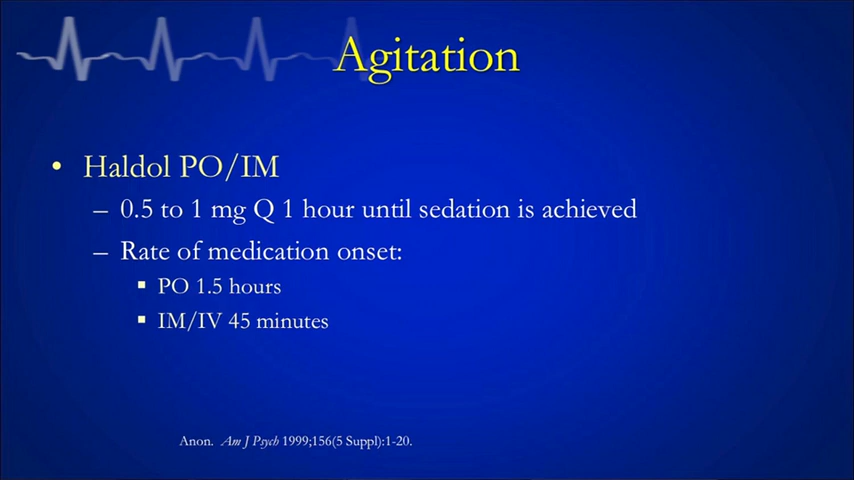 Agitation
• Haldol PO/IM
– 0.5 to 1 mg Q 1 hour until sedation is achieved
– Rate of medication onset:
▪ PO 1.5 hours
▪ IM/IV 45 minutes
Anon. Am J Psych 1999;156(5 Suppl):1-20.